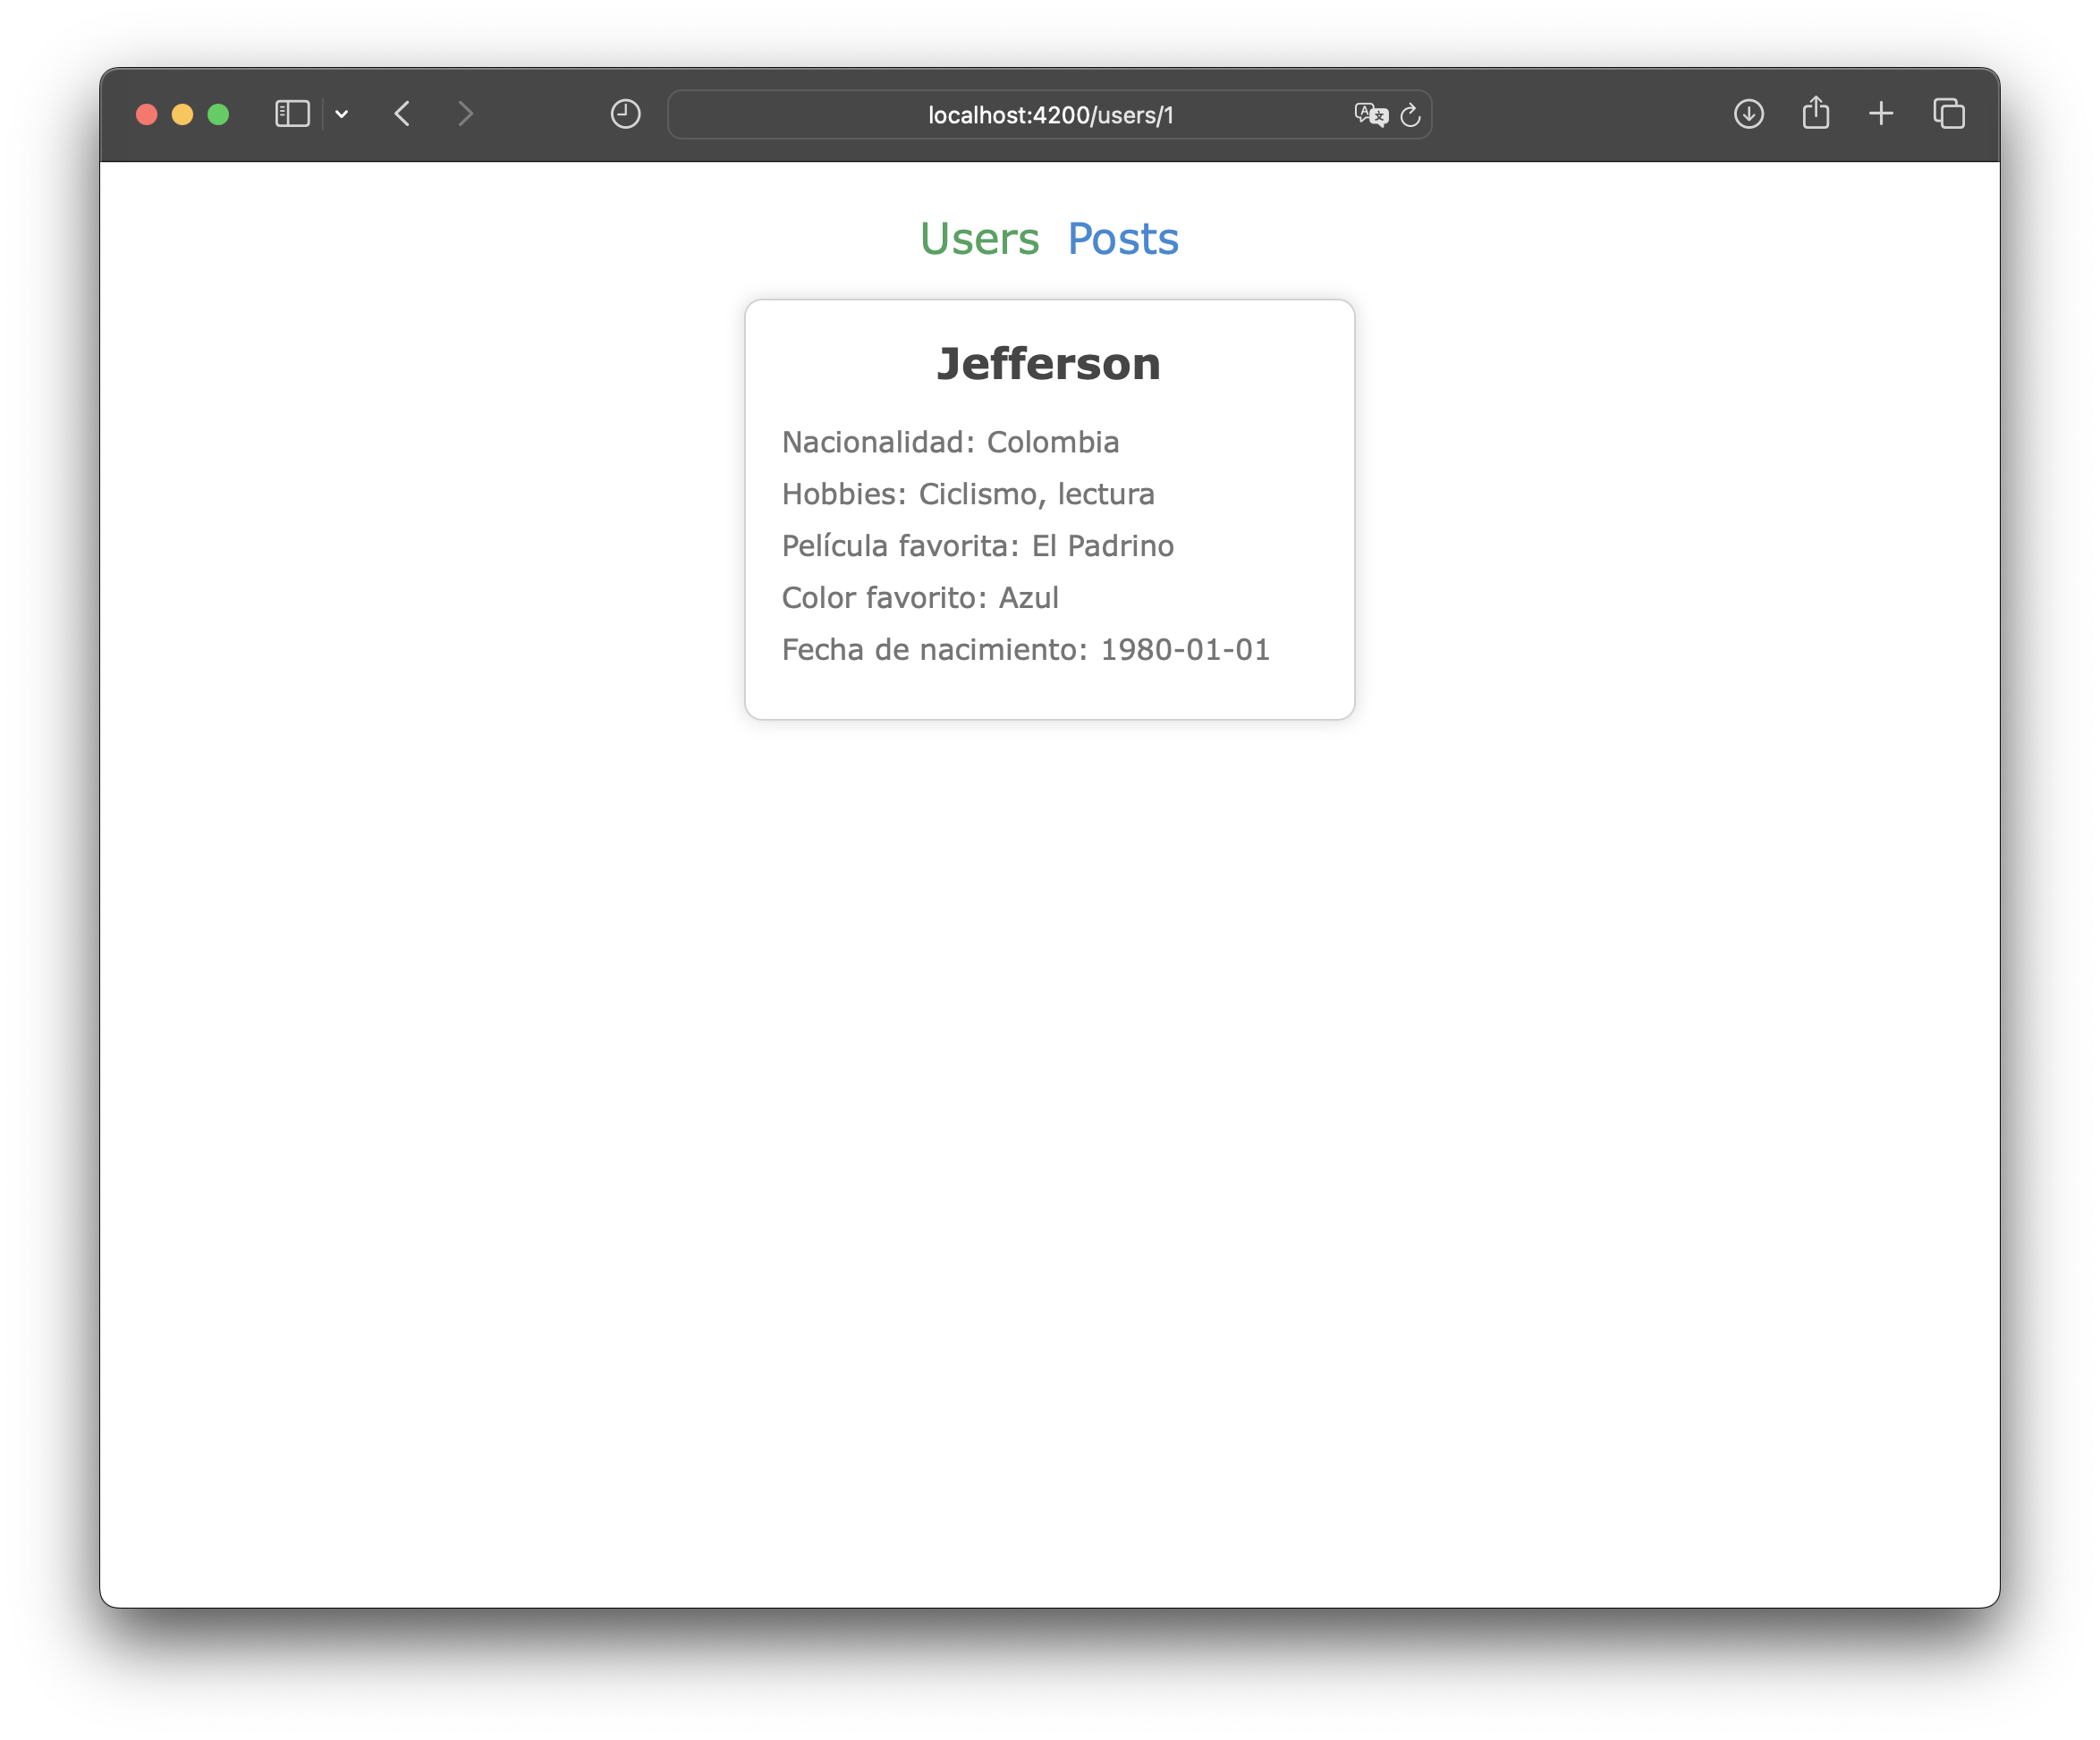 localhost:4200/users/1
Users Posts
Jefferson
Nacionalidad: Colombia
Hobbies: Ciclismo, lectura
Película favorita: El Padrino
Color favorito: Azul
Fecha de nacimiento: 1980-01-01